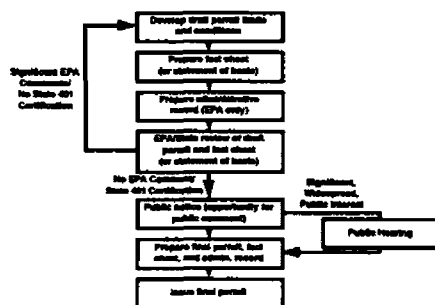 Develop draft permit limits
and conditions
Significant EPA
Comments/
No State 401
Certification
Prepare fact sheet
(or statement of basis)
Prepare administrative
record (EPA only)
EPA/State review of draft
permit and fact sheet
(or statement of basis)
No EPA Comments/
State 401 Certification
Significant,
Widespread,
Public Interest
Public notice (opportunity for
public comment)
Public Hearing
Prepare final permit, fact
sheet, and admin. record
Issue final permit